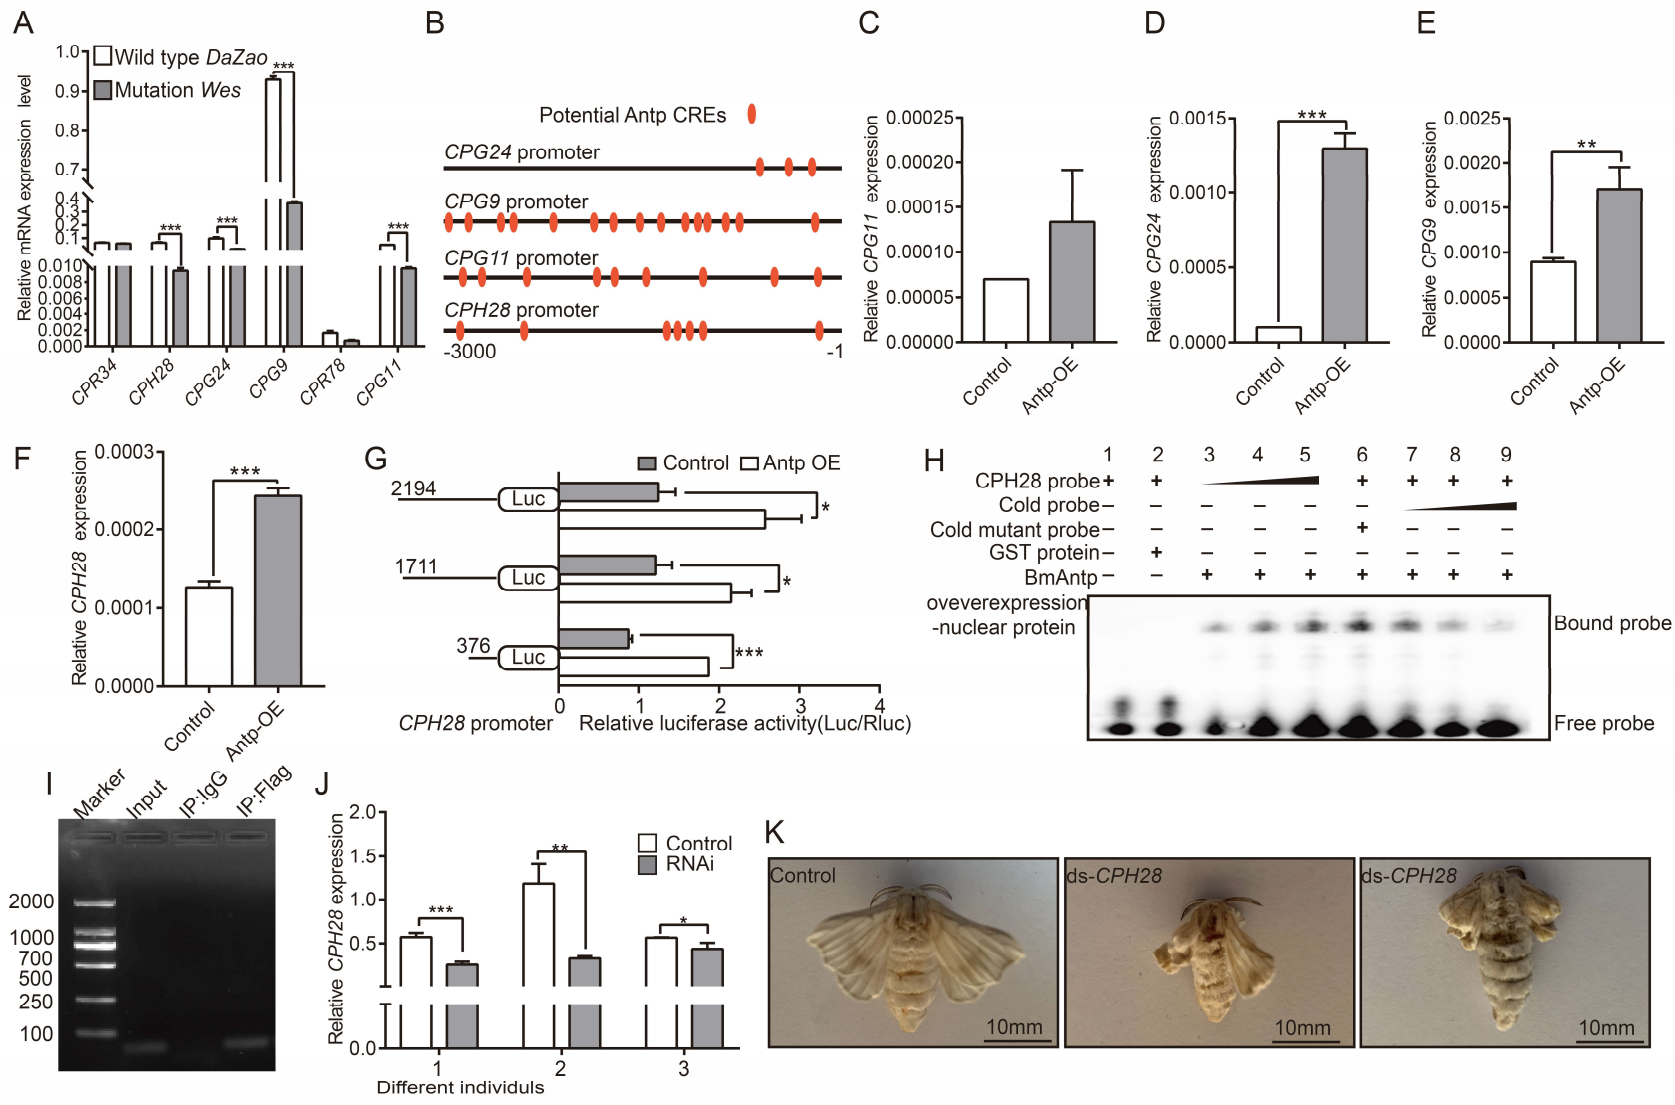 A
Relative mRNA expression level
1.0
0.9
0.8
0.7
0.4
0.3
0.2
0.1
0.010
0.008
0.006
0.004
0.002
0.000
Wild type DaZao
Mutation Wes
***
***
***
***
CPR34
CPH28
CPG24
CPG9
CPR78
CPG11
B
Potential Antp CREs
CPG24 promoter
CPG9 promoter
CPG11 promoter
CPH28 promoter
-3000
-1
C
Relative CPG11 expression
0.00025
0.00020
0.00015
0.00010
0.00005
0.00000
Control
Antp-OE
D
Relative CPG24 expression
0.0015
0.0010
0.0005
0.0000
***
Control
Antp-OE
E
Relative CPG9 expression
0.0025
0.0020
0.0015
0.0010
0.0005
0.0000
**
Control
Antp-OE
F
Relative CPH28 expression
0.0003
0.0002
0.0001
0.0000
***
Control
Antp-OE
G
Control
Antp OE
2194
Luc
*
1711
Luc
*
376
Luc
***
0 1 2 3 4
CPH28 promoter
Relative luciferase activity(Luc/Rluc)
H
1 2 3 4 5 6 7 8 9
CPH28 probe + + + + + +
Cold probe – – – – – –
Cold mutant probe – – – – – + – – –
GST protein – + – – – – – – –
BmAntp – – + + + + + + +
oveverexpression
-nuclear protein
Bound probe
Free probe
I
Marker
Input
IP:IgG
IP:Flag
2000
1000
700
500
250
100
J
Relative CPH28 expression
2.0
1.5
1.0
0.5
0.0
Control
RNAi
***
**
*
1 2 3
Different individuls
K
Control
10mm
ds-CPH28
10mm
ds-CPH28
10mm